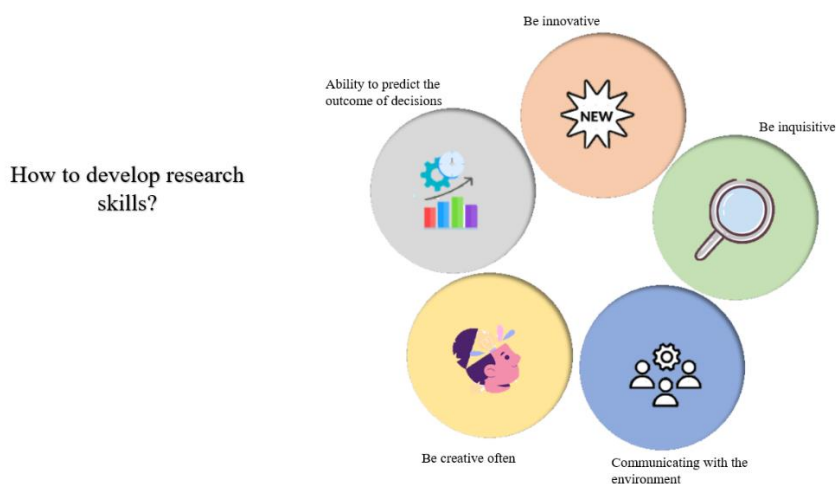 How to develop research
skills?
Be innovative
Ability to predict the
outcome of decisions
NEW
Be inquisitive
Be creative often
Communicating with the
environment